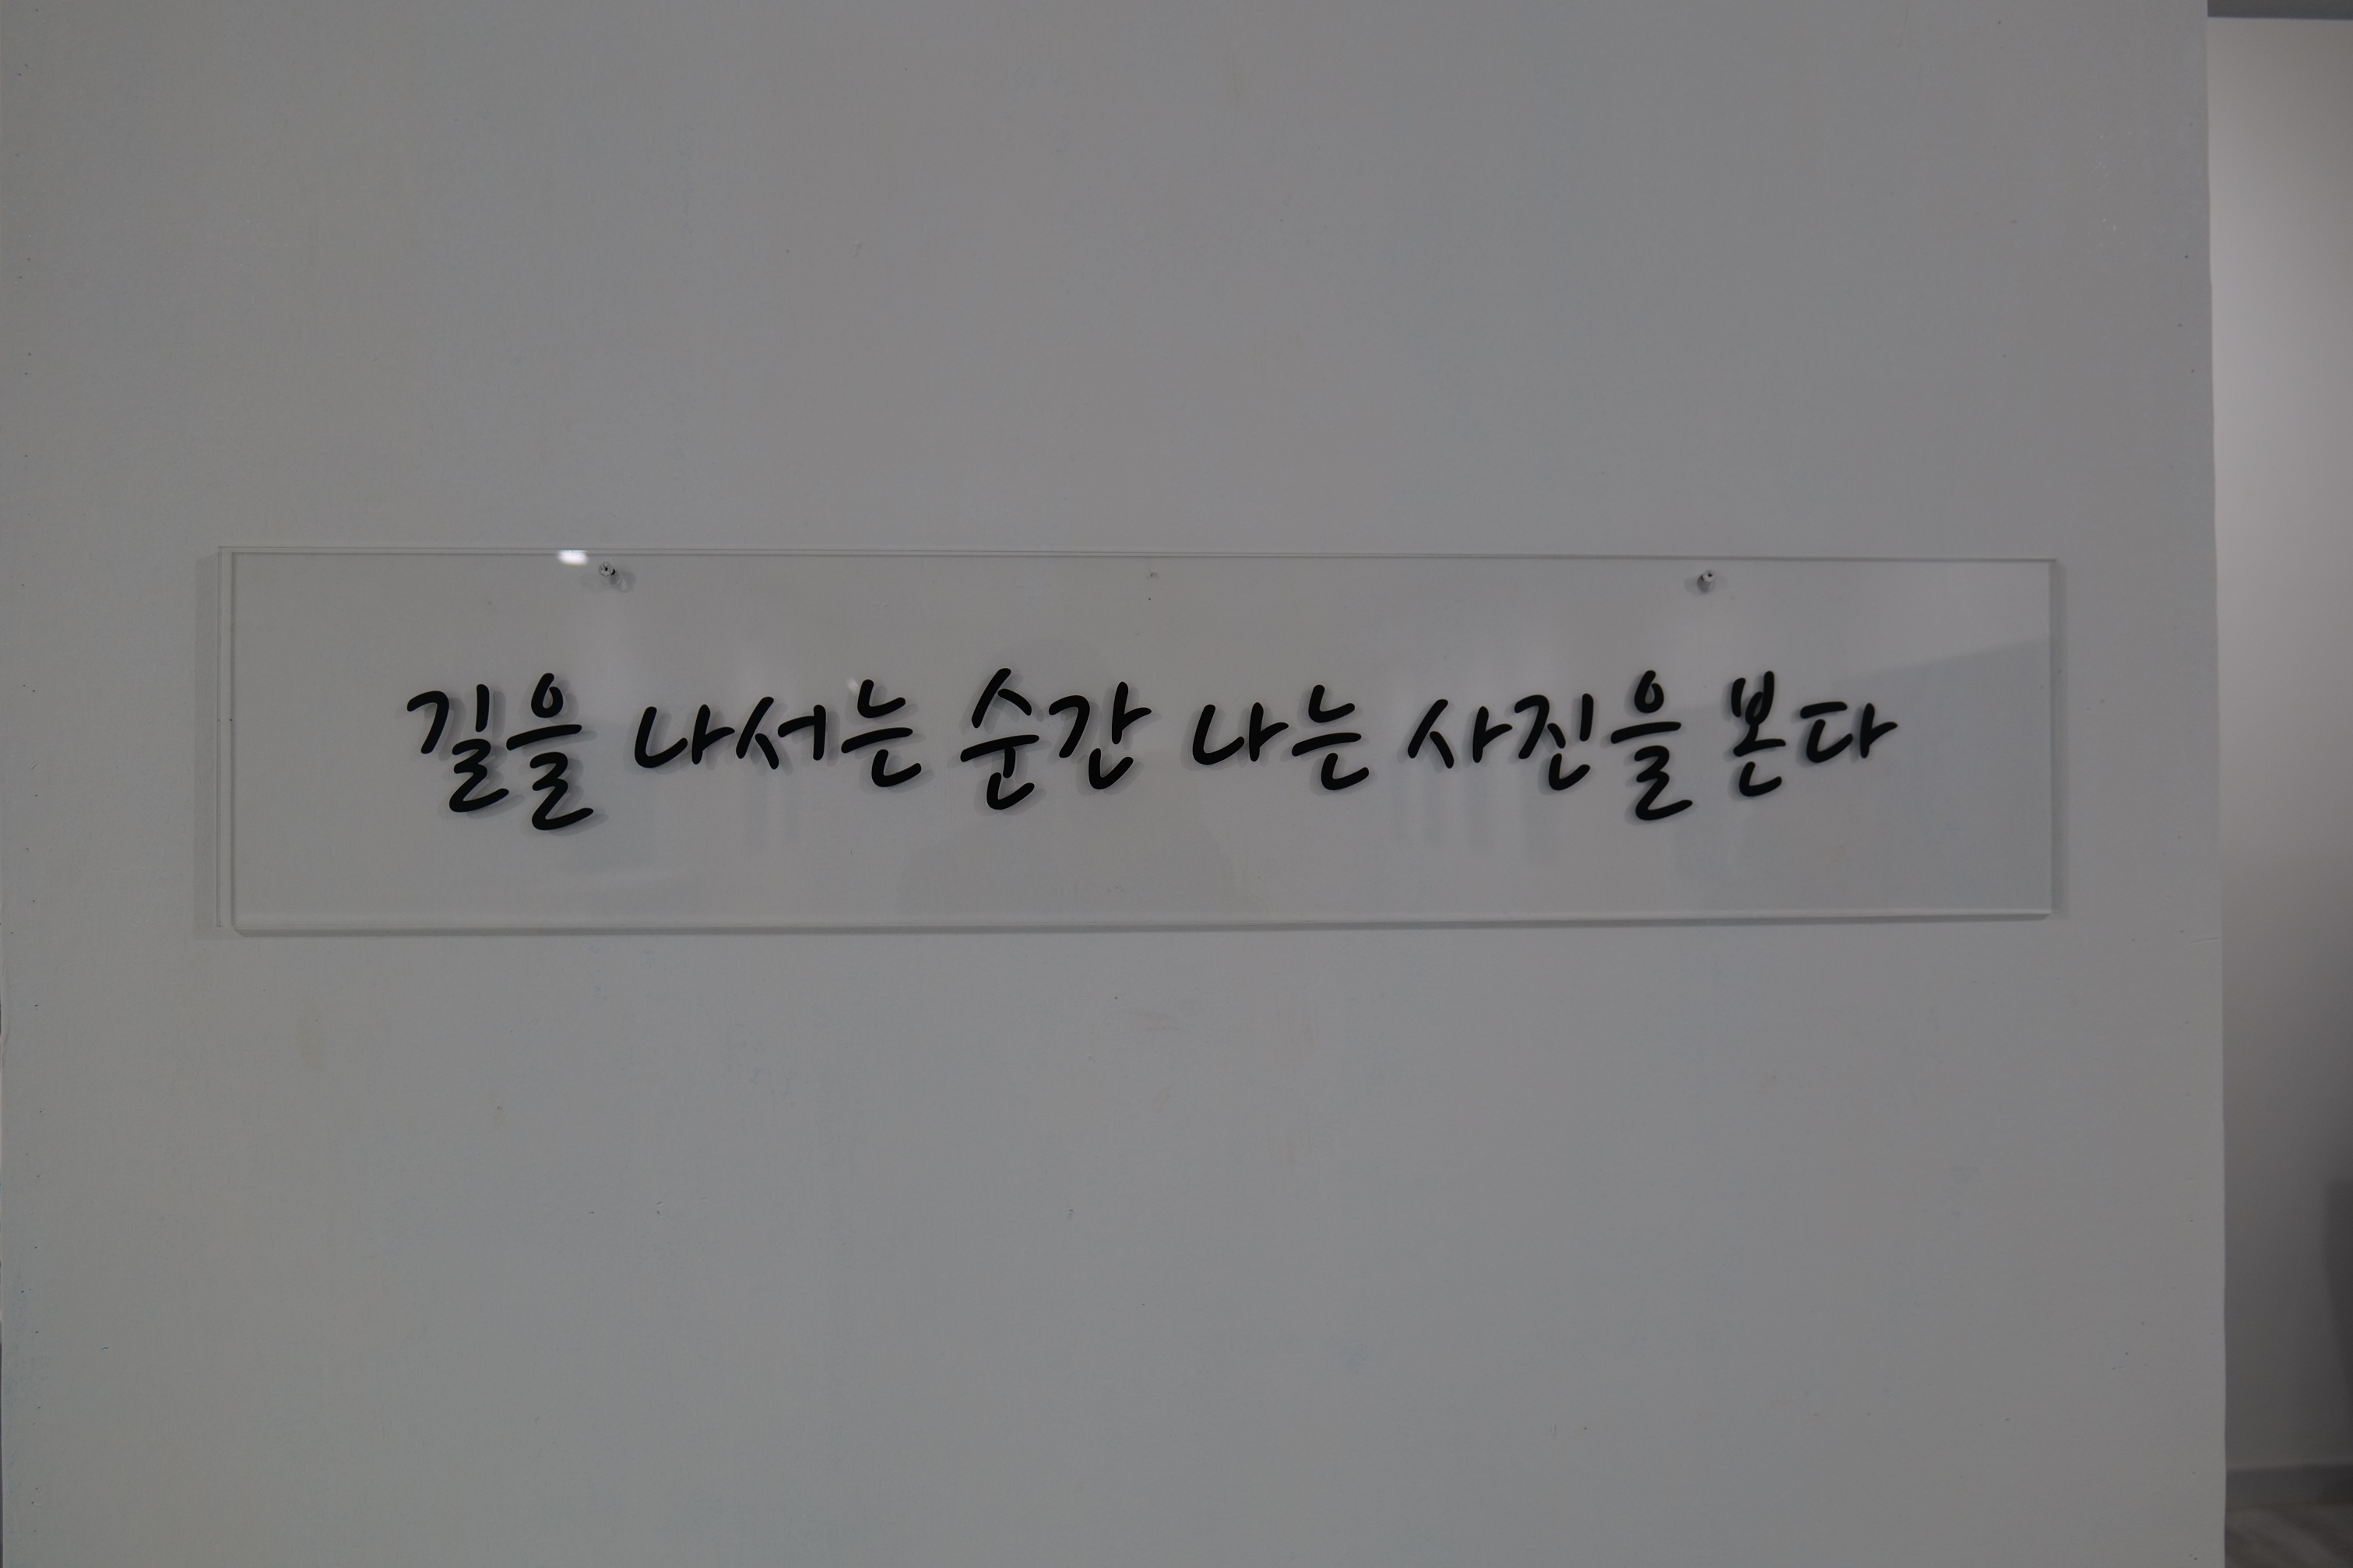 길을 나서는 순간 나는 사진을 본다